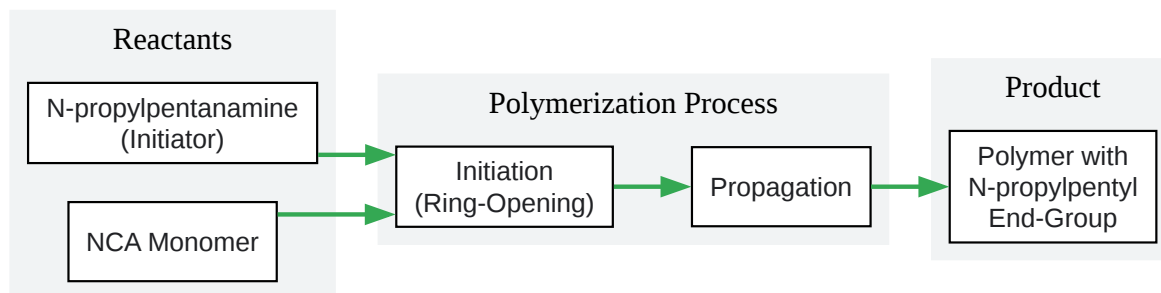 Reactants
N-propylpentanamine
(Initiator)
NCA Monomer
Polymerization Process
Initiation
(Ring-Opening)
Propagation
Product
Polymer with
N-propylpentyl
End-Group